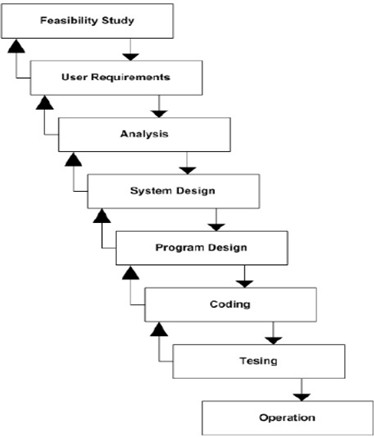 Feasibility Study
User Requirements
Analysis
System Design
Program Design
Coding
Tesing
Operation